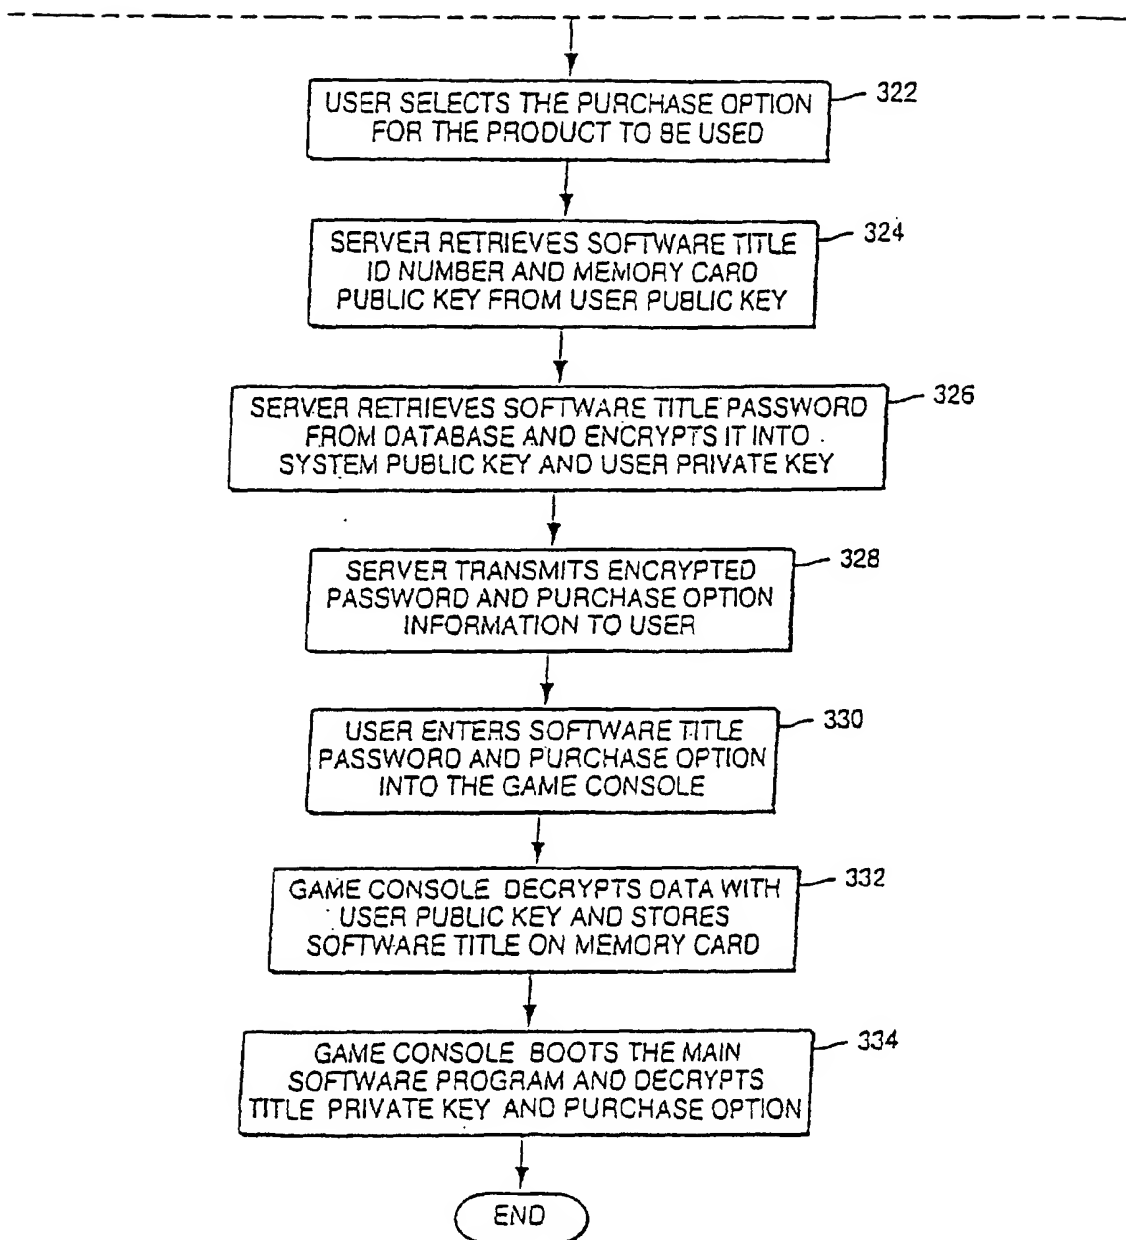 USER SELECTS THE PURCHASE OPTION
FOR THE PRODUCT TO BE USED
322
SERVER RETRIEVES SOFTWARE TITLE
ID NUMBER AND MEMORY CARD
PUBLIC KEY FROM USER PUBLIC KEY
324
SERVER RETRIEVES SOFTWARE TITLE PASSWORD
FROM DATABASE AND ENCRYPTS IT INTO
SYSTEM PUBLIC KEY AND USER PRIVATE KEY
326
SERVER TRANSMITS ENCRYPTED
PASSWORD AND PURCHASE OPTION
INFORMATION TO USER
328
USER ENTERS SOFTWARE TITLE
PASSWORD AND PURCHASE OPTION
INTO THE GAME CONSOLE
330
GAME CONSOLE DECRYPTS DATA WITH
USER PUBLIC KEY AND STORES
SOFTWARE TITLE ON MEMORY CARD
332
GAME CONSOLE BOOTS THE MAIN
SOFTWARE PROGRAM AND DECRYPTS
TITLE PRIVATE KEY AND PURCHASE OPTION
334
END